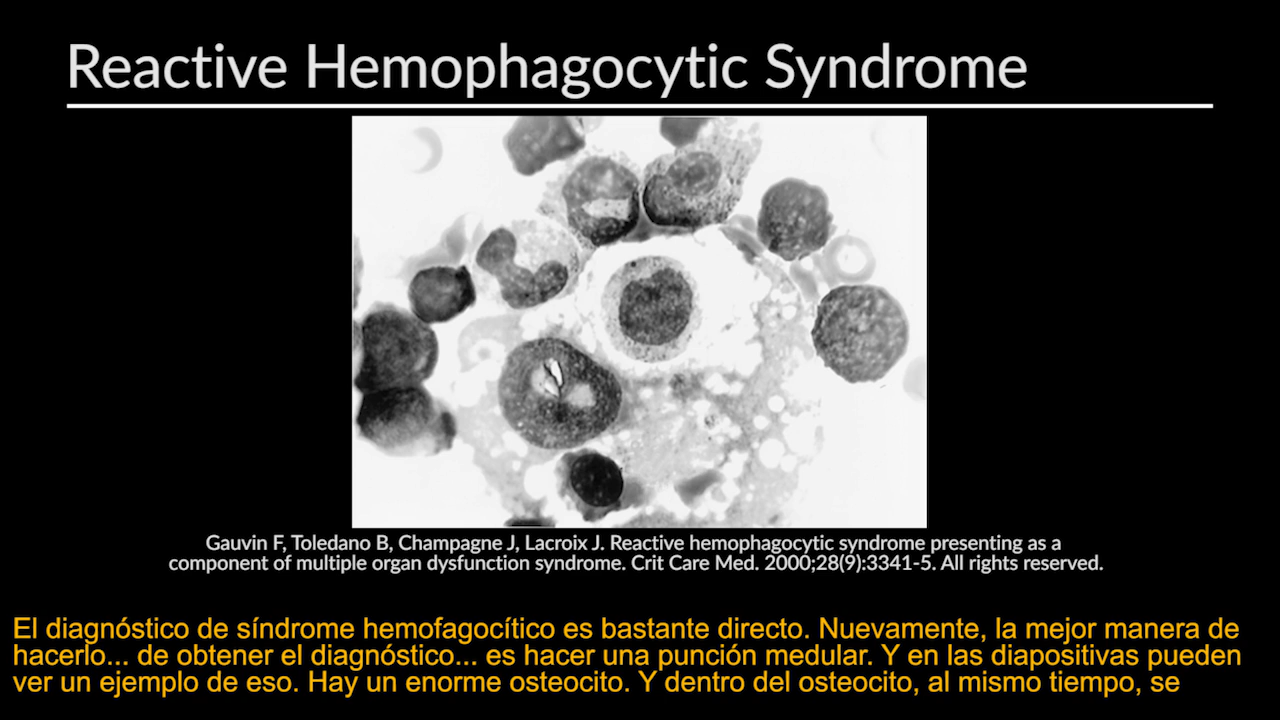 Reactive Hemophagocytic Syndrome
Gauvin F, Toledano B, Champagne J, Lacroix J. Reactive hemophagocytic syndrome presenting as a
component of multiple organ dysfunction syndrome. Crit Care Med. 2000;28(9):3341-5. All rights reserved.
El diagnóstico de síndrome hemofagocítico es bastante directo. Nuevamente, la mejor manera de
hacerlo... de obtener el diagnóstico... es hacer una punción medular. Y en las diapositivas pueden
ver un ejemplo de eso. Hay un enorme osteocito. Y dentro del osteocito, al mismo tiempo, se